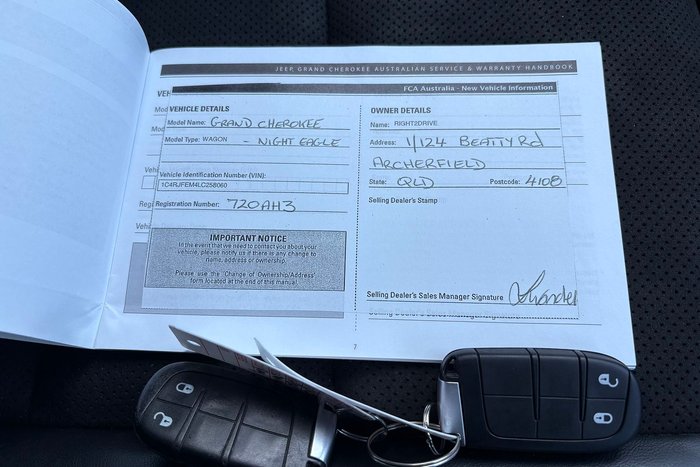 JEEP GRAND CHEROKEE AUSTRALIAN SERVICE & WARRANTY HANDBOOK
FCA Australia - New Vehicle Information
VEHICLE DETAILS
Model Name: GRAND CHEROKEE
Model Type: WAGON - NIGHT EAGLE
Vehicle Identification Number (VIN):
1C4RJFEM4LC258060
Registration Number: 720AH3
IMPORTANT NOTICE
In the event that we need to contact you about your
vehicle, please notify us if there is any change to
name, address or ownership.
Please use the 'Change of Ownership/Address'
form located at the end of this manual.
OWNER DETAILS
Name: RIGHT2DRIVE
Address: 1/124 BEATTY Rd
ARCHERFIELD
State: QLD Postcode: 4108
Selling Dealer's Stamp
Selling Dealer's Sales Manager Signature
7